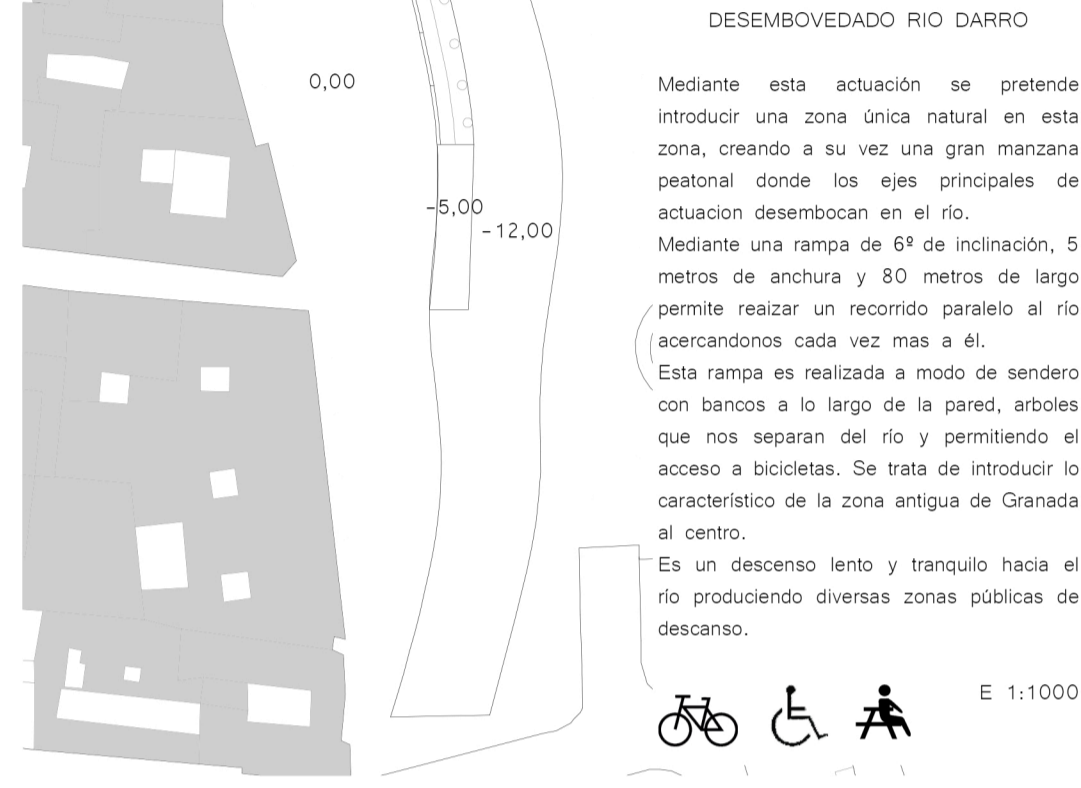 DESEMBOVEDADO RIO DARRO
0,00
Mediante esta actuación se pretende
introducir una zona única natural en esta
zona, creando a su vez una gran manzana
peatonal donde los ejes principales de
actuacion desembocan en el río.
-5,00
-12,00
Mediante una rampa de 6º de inclinación, 5
metros de anchura y 80 metros de largo
permite reaizar un recorrido paralelo al río
acercandonos cada vez mas a él.
Esta rampa es realizada a modo de sendero
con bancos a lo largo de la pared, arboles
que nos separan del río y permitiendo el
acceso a bicicletas. Se trata de introducir lo
característico de la zona antigua de Granada
al centro.
Es un descenso lento y tranquilo hacia el
río produciendo diversas zonas públicas de
descanso.
E 1:1000